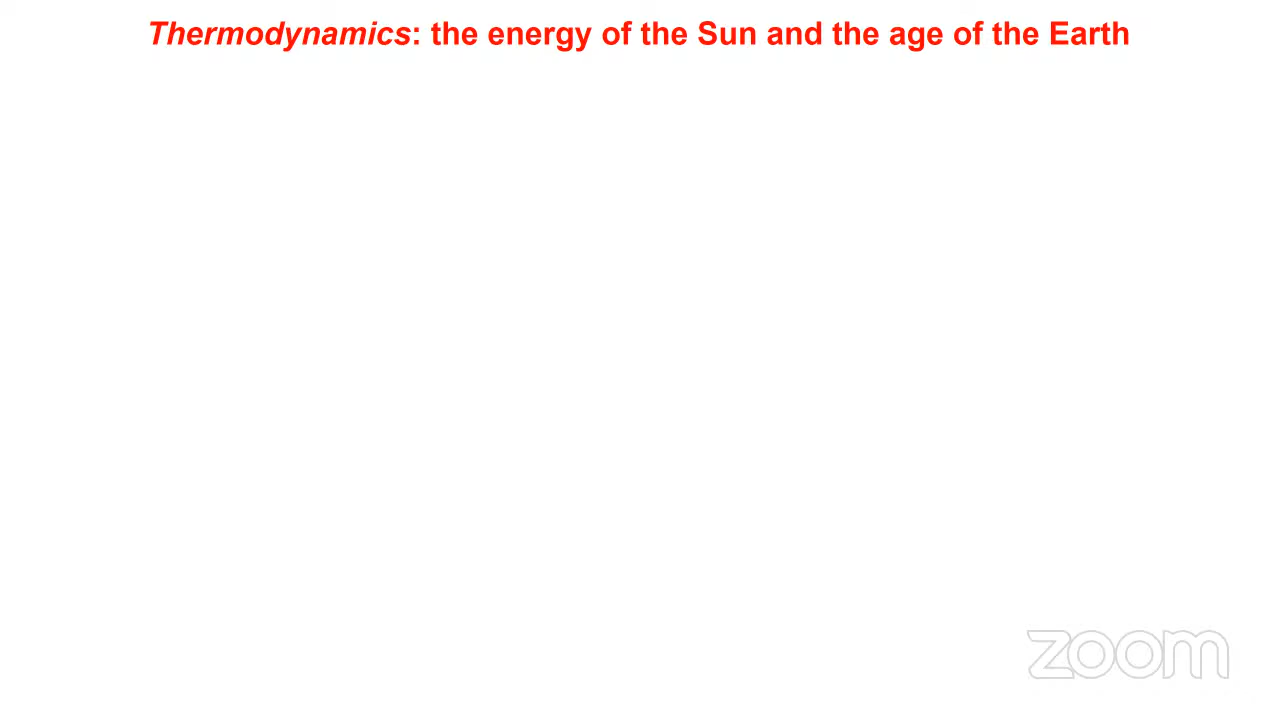 Thermodynamics: the energy of the Sun and the age of the Earth
zoom